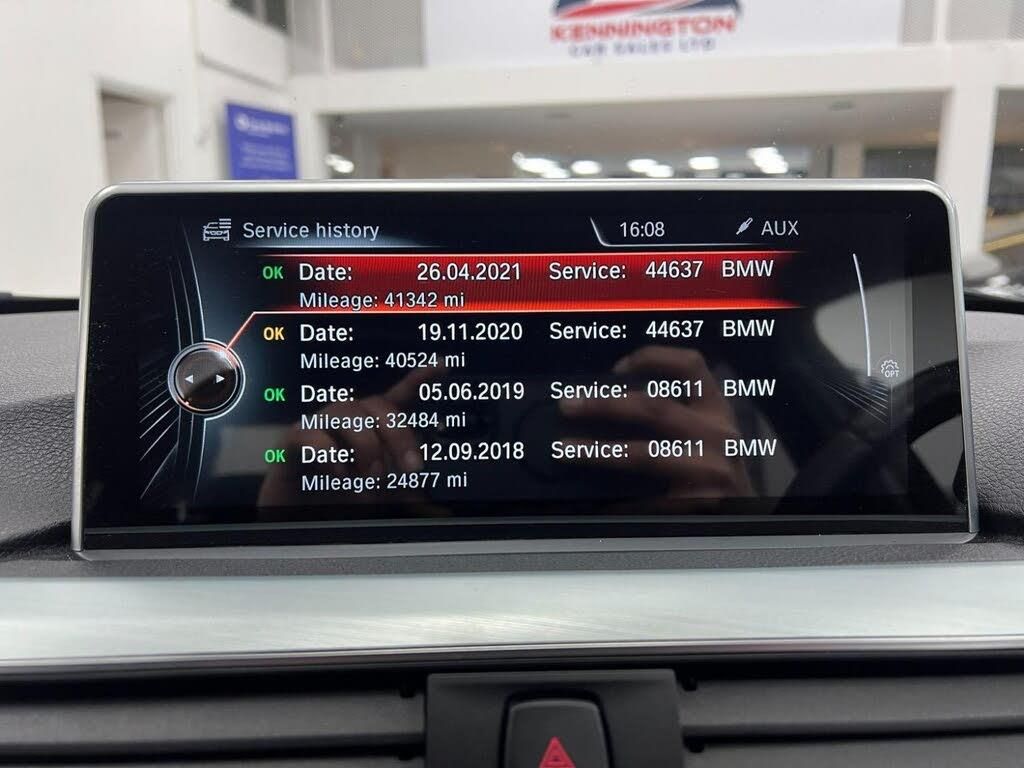 KENNINGTON
CAR SALES LTD
Service history 16:08 AUX
OK Date: 26.04.2021 Service: 44637 BMW
Mileage: 41342 mi
OK Date: 19.11.2020 Service: 44637 BMW
Mileage: 40524 mi
OK Date: 05.06.2019 Service: 08611 BMW
Mileage: 32484 mi
OPT
OK Date: 12.09.2018 Service: 08611 BMW
Mileage: 24877 mi